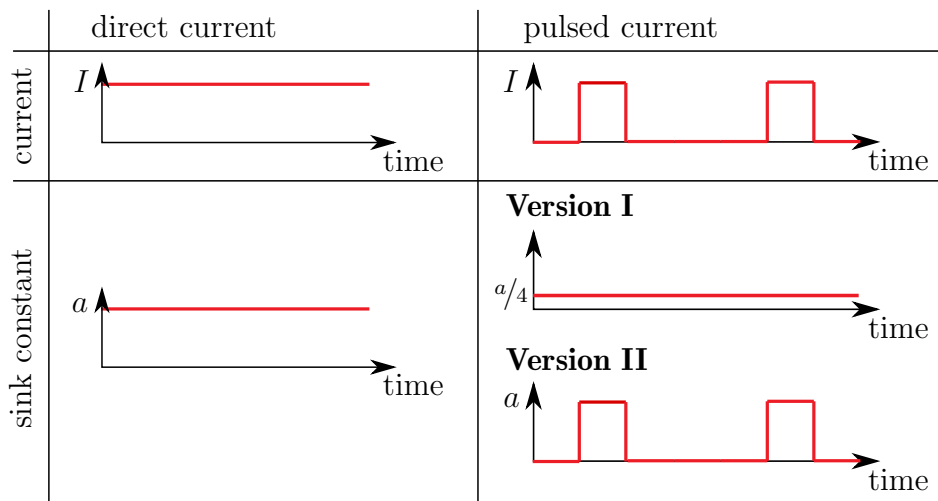 direct current
pulsed current
current
I
time
I
time
sink constant
a
time
Version I
a/4
time
Version II
a
time